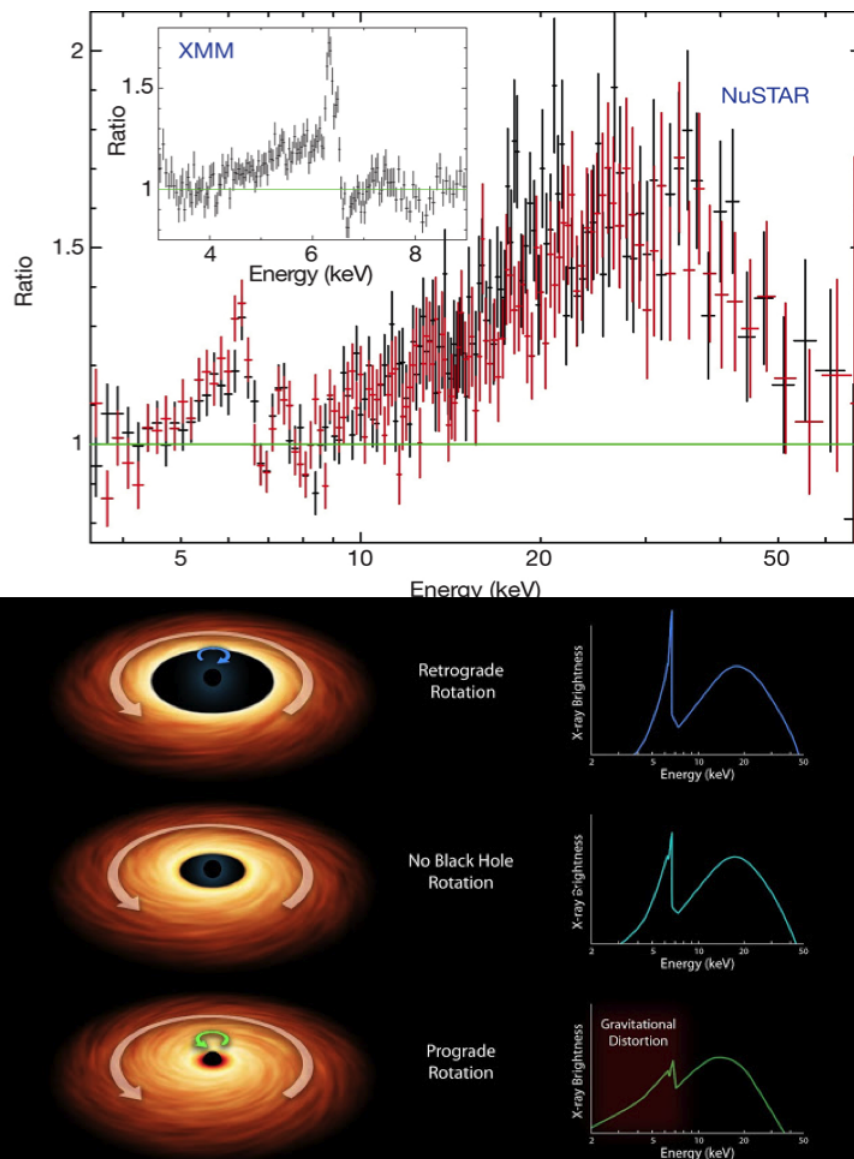 2
XMM
NuSTAR
1.5
Ratio
1
4
6
8
Energy (keV)
1.5
Ratio
1
5
10
20
50
Energy (keV)
Retrograde
Rotation
X-ray Brightness
2
5
10
20
50
Energy (keV)
No Black Hole
Rotation
X-ray Brightness
2
5
10
20
50
Energy (keV)
Prograde
Rotation
Gravitational
Distortion
X-ray Brightness
2
5
10
20
50
Energy (keV)